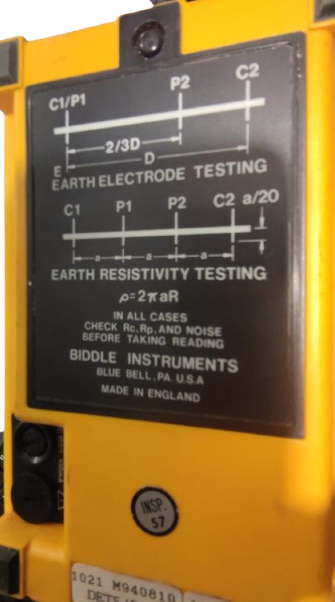 C1/P1 P2 C2
2/3D
D
E
EARTH ELECTRODE TESTING
C1 P1 P2 C2 a/20
a a a
EARTH RESISTIVITY TESTING
ρ=2πaR
IN ALL CASES
CHECK Rc,Rp, AND NOISE
BEFORE TAKING READING
BIDDLE INSTRUMENTS
BLUE BELL, PA. U.S.A
MADE IN ENGLAND
INSP.
57
1021 M940810